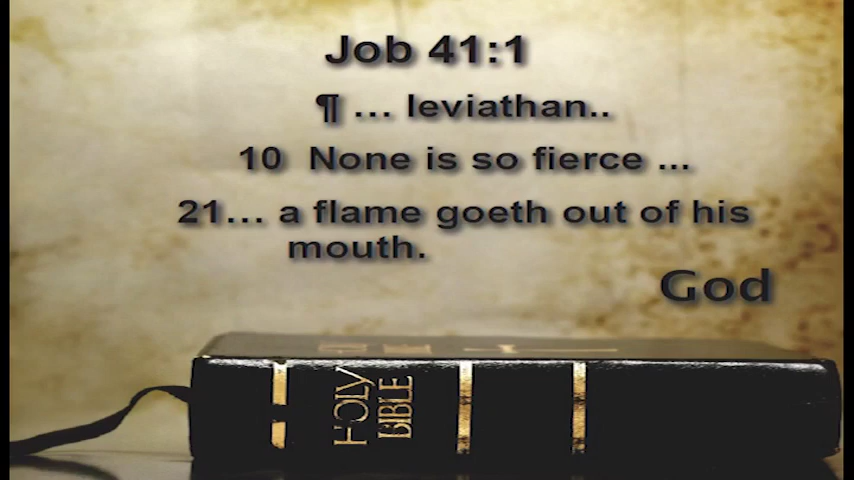 Job 41:1
¶ ... leviathan..
10 None is so fierce ...
21... a flame goeth out of his
mouth.
God
HOLY
BIBLE